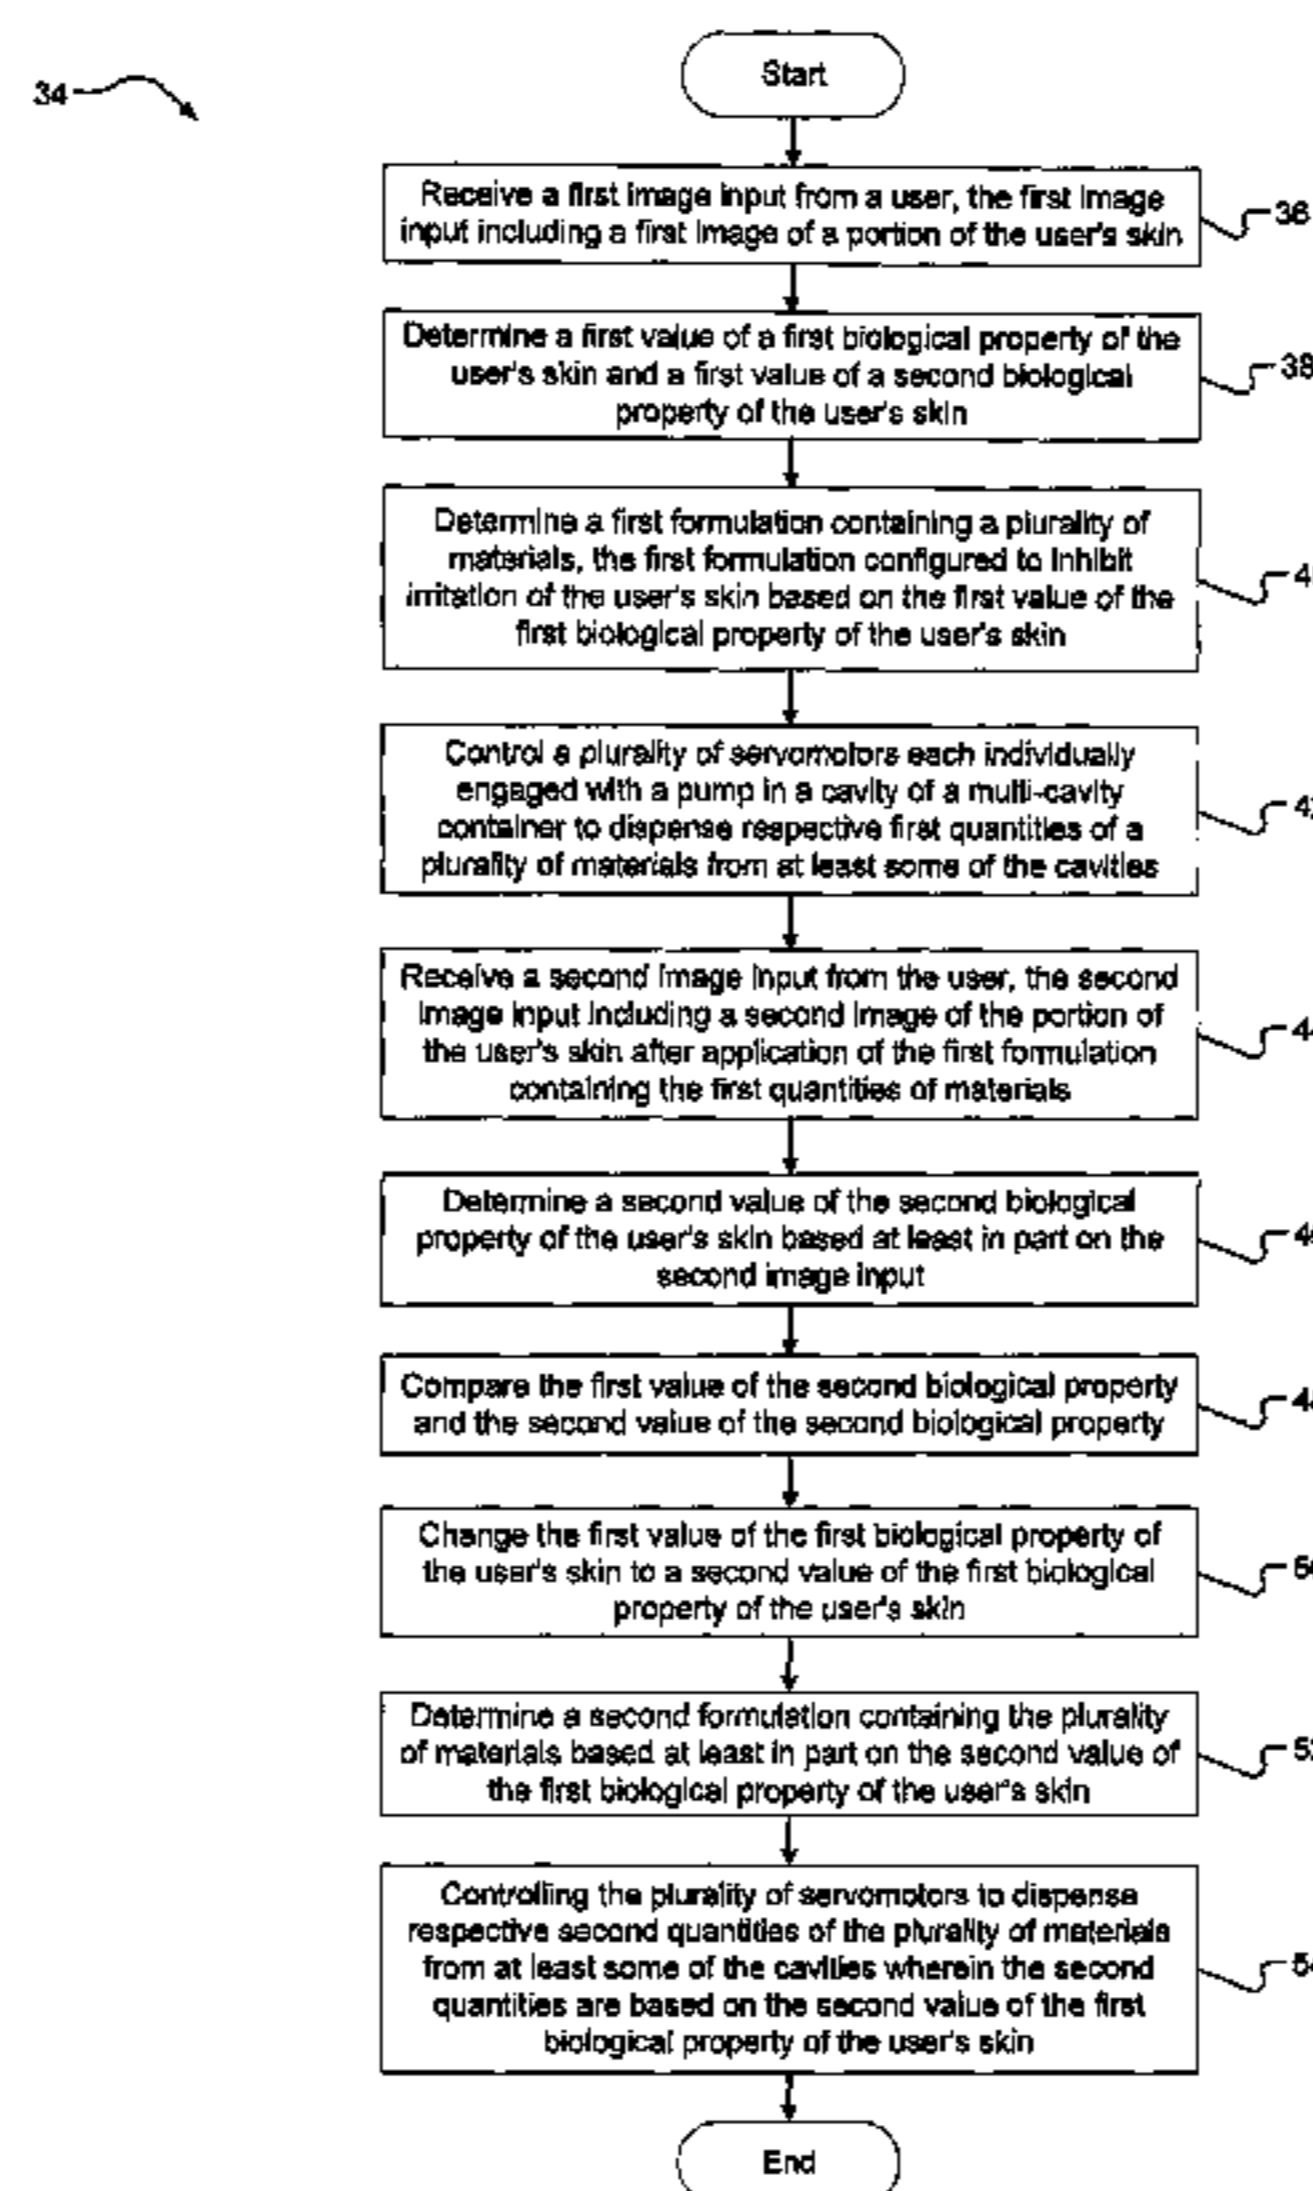 Start
34
Receive a first image input from a user, the first image
input including a first image of a portion of the user's skin
36
Determine a first value of a first biological property of the
user's skin and a first value of a second biological
property of the user's skin
38
Determine a first formulation containing a plurality of
materials, the first formulation configured to inhibit
irritation of the user's skin based on the first value of the
first biological property of the user's skin
Control a plurality of servomotors each individually
engaged with a pump in a cavity of a multi-cavity
container to dispense respective first quantities of a
plurality of materials from at least some of the cavities
Receive a second image input from the user, the second
image input including a second image of the portion of
the user's skin after application of the first formulation
containing the first quantities of materials
Determine a second value of the second biological
property of the user's skin based at least in part on the
second image input
Compare the first value of the second biological property
and the second value of the second biological property
Change the first value of the first biological property of
the user's skin to a second value of the first biological
property of the user's skin
Determine a second formulation containing the plurality
of materials based at least in part on the second value of
the first biological property of the user's skin
Controlling the plurality of servomotors to dispense
respective second quantities of the plurality of materials
from at least some of the cavities wherein the second
quantities are based on the second value of the first
biological property of the user's skin
End